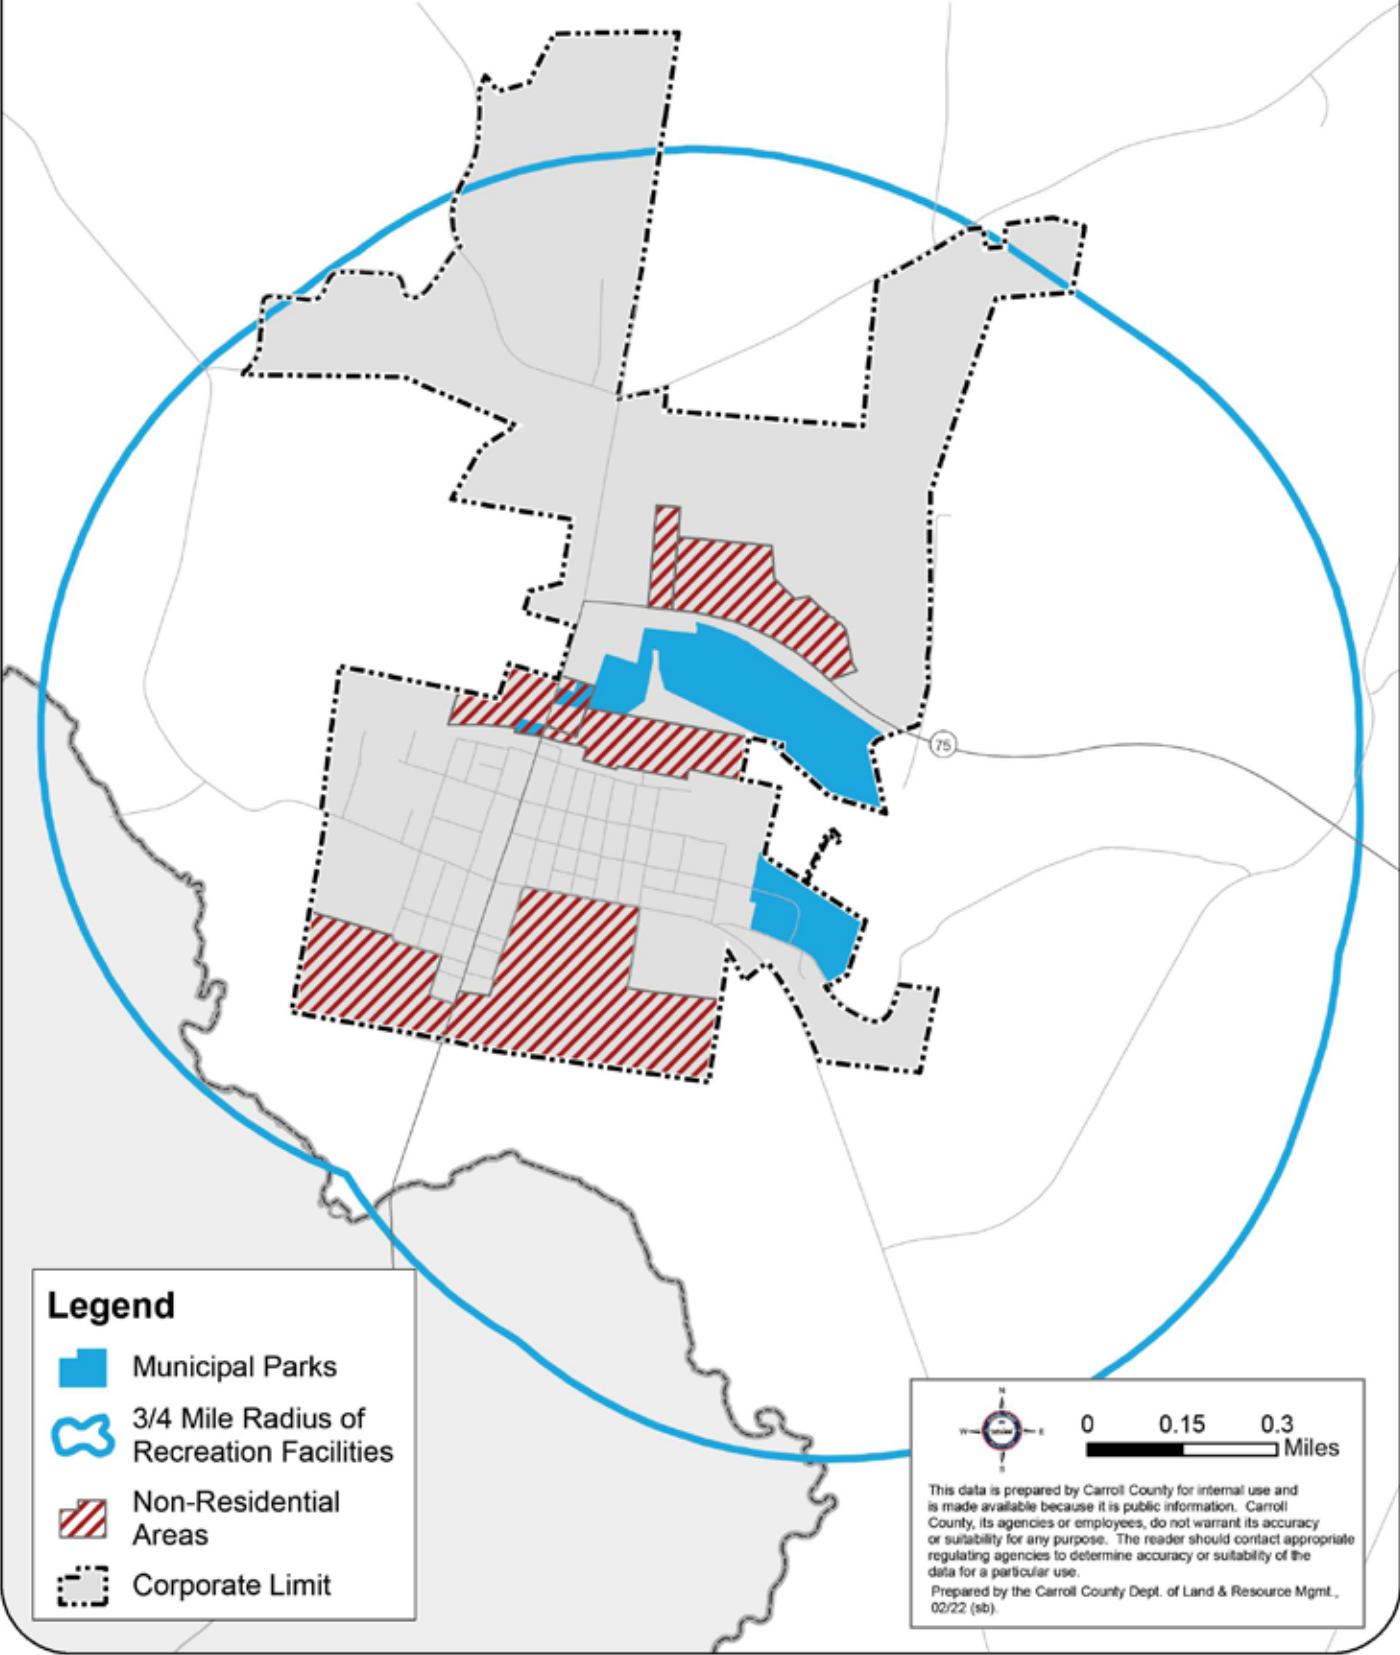 75
Legend
Municipal Parks
3/4 Mile Radius of
Recreation Facilities
Non-Residential
Areas
Corporate Limit
N
W
E
S
0 0.15 0.3
Miles
This data is prepared by Carroll County for internal use and
is made available because it is public information. Carroll
County, its agencies or employees, do not warrant its accuracy
or suitability for any purpose. The reader should contact appropriate
regulating agencies to determine accuracy or suitability of the
data for a particular use.
Prepared by the Carroll County Dept. of Land & Resource Mgmt.,
02/22 (sb).